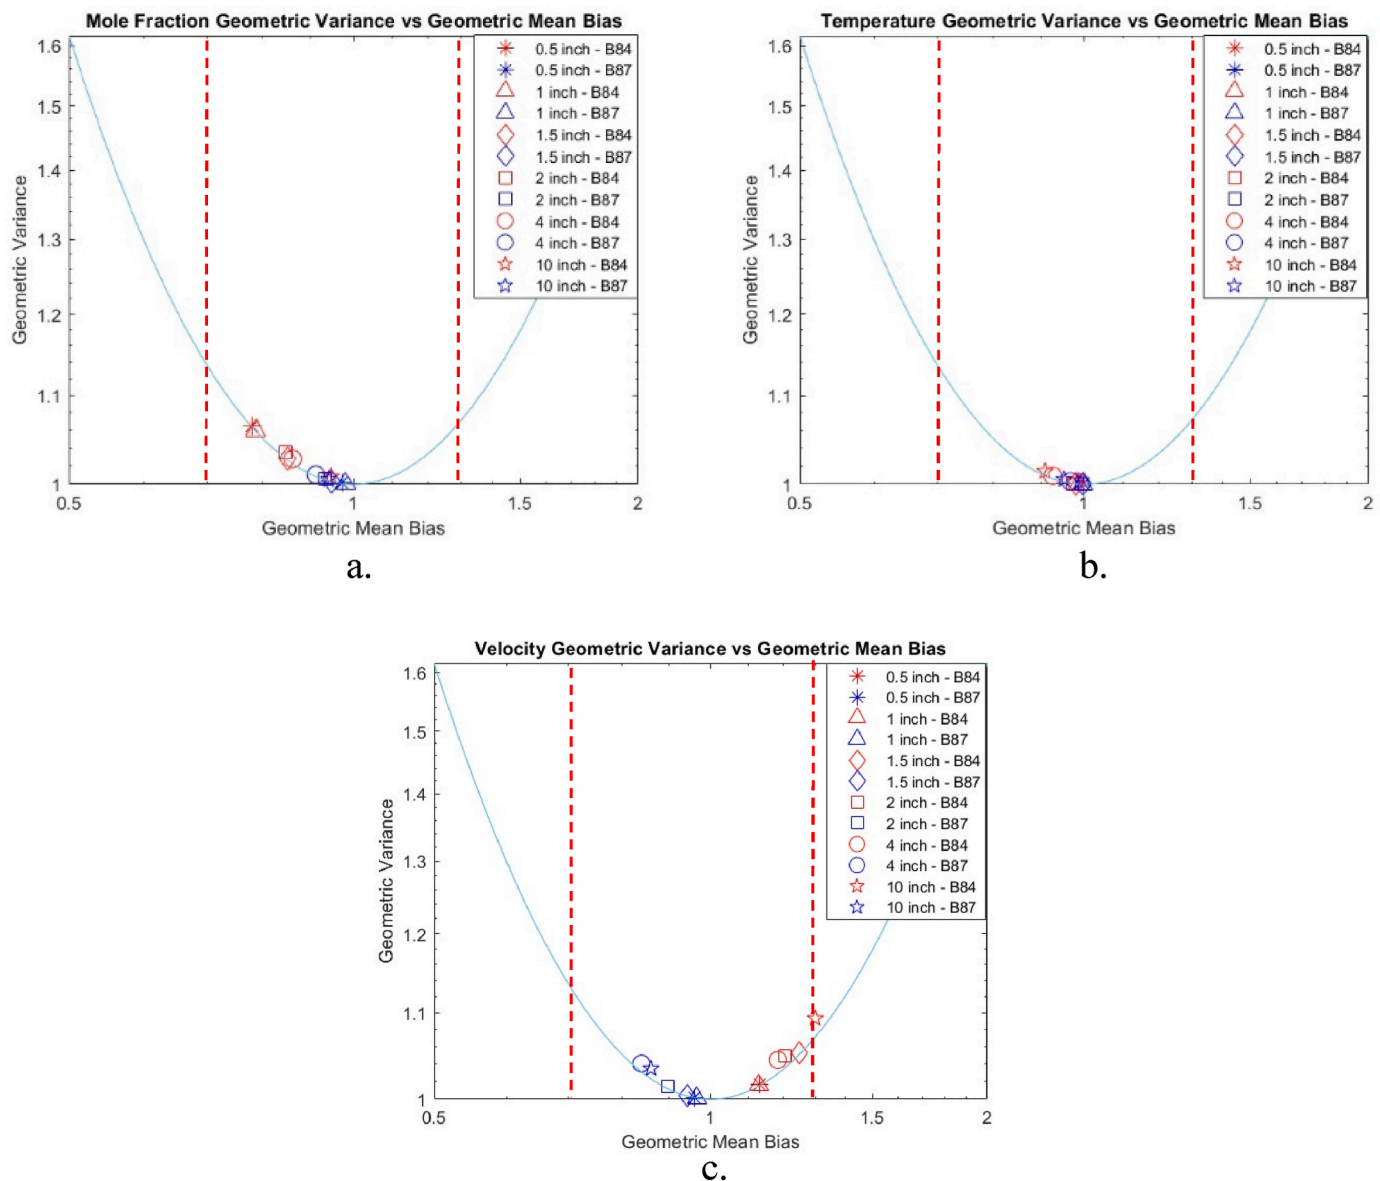 Mole Fraction Geometric Variance vs Geometric Mean Bias
1.6
1.5
1.4
1.3
1.2
1.1
1
Geometric Variance
0.5 inch - B84
0.5 inch - B87
1 inch - B84
1 inch - B87
1.5 inch - B84
1.5 inch - B87
2 inch - B84
2 inch - B87
4 inch - B84
4 inch - B87
10 inch - B84
10 inch - B87
0.5 1 1.5 2
Geometric Mean Bias
a.
Temperature Geometric Variance vs Geometric Mean Bias
1.6
1.5
1.4
1.3
1.2
1.1
1
Geometric Variance
0.5 inch - B84
0.5 inch - B87
1 inch - B84
1 inch - B87
1.5 inch - B84
1.5 inch - B87
2 inch - B84
2 inch - B87
4 inch - B84
4 inch - B87
10 inch - B84
10 inch - B87
0.5 1 1.5 2
Geometric Mean Bias
b.
Velocity Geometric Variance vs Geometric Mean Bias
1.6
1.5
1.4
1.3
1.2
1.1
1
Geometric Variance
0.5 inch - B84
0.5 inch - B87
1 inch - B84
1 inch - B87
1.5 inch - B84
1.5 inch - B87
2 inch - B84
2 inch - B87
4 inch - B84
4 inch - B87
10 inch - B84
10 inch - B87
0.5 1 1.5 2
Geometric Mean Bias
c.